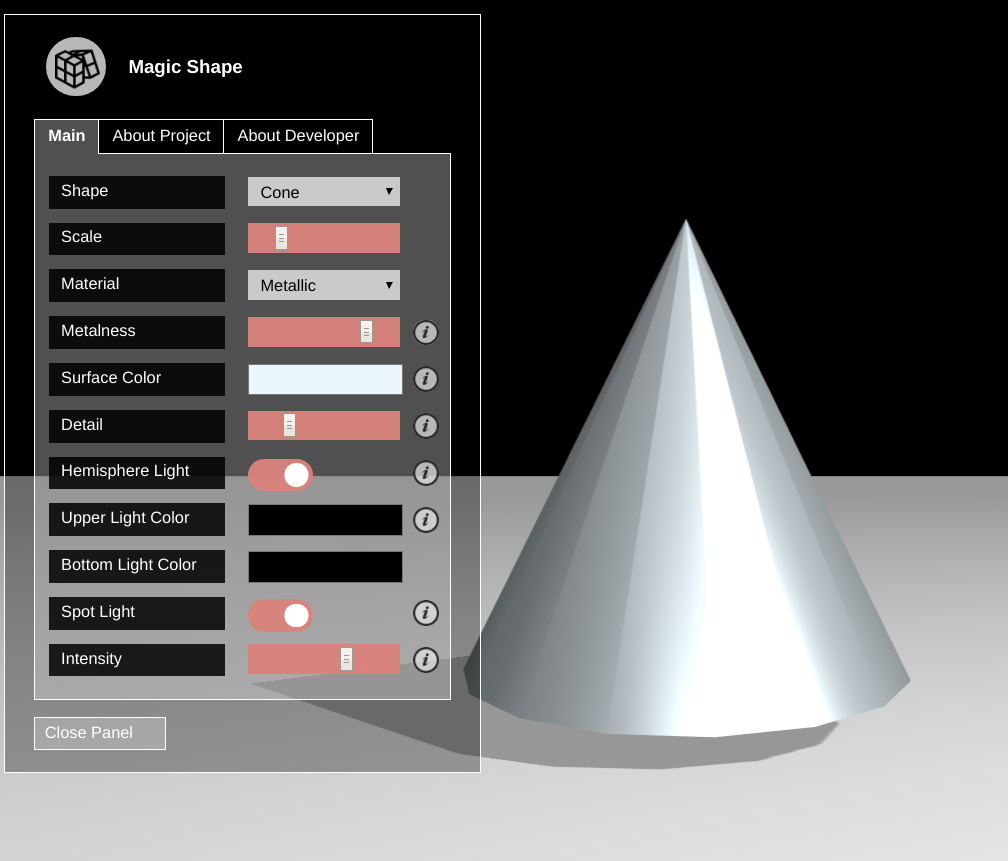 Magic Shape
Main About Project About Developer
Shape Cone
Scale
Material Metallic
Metalness
Surface Color
Detail
Hemisphere Light
Upper Light Color
Bottom Light Color
Spot Light
Intensity
Close Panel